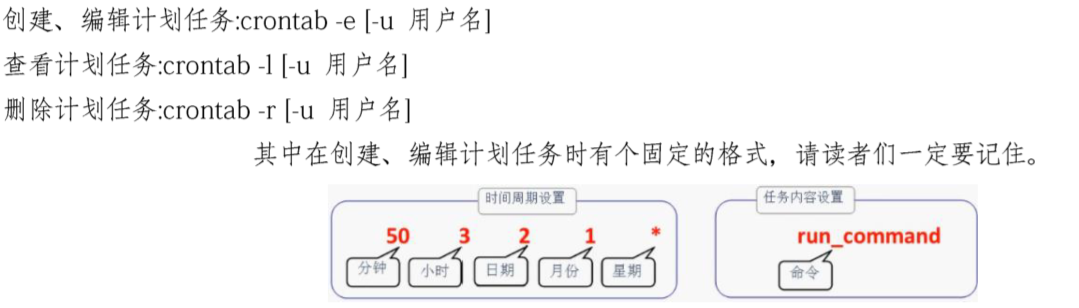 创建、编辑计划任务:crontab -e [-u 用户名]
查看计划任务:crontab -l [-u 用户名]
删除计划任务:crontab -r [-u 用户名]
其中在创建、编辑计划任务时有个固定的格式，请读者们一定要记住。
时间周期设置 任务内容设置
50 3 2 1 * run_command
分钟 小时 日期 月份 星期 命令